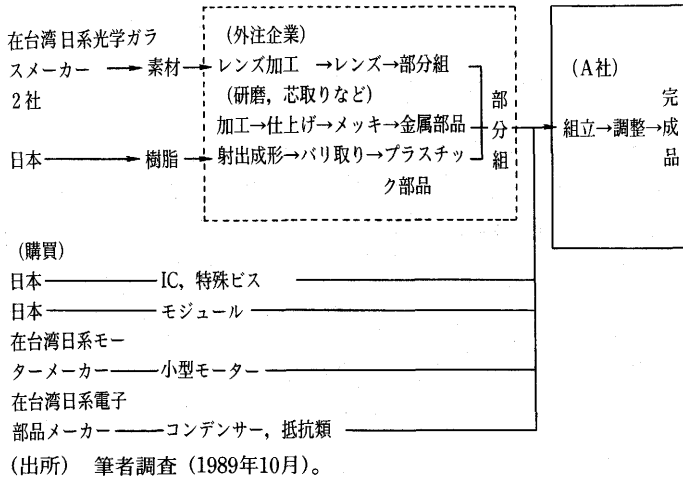 在台湾日系光学ガラ
スメーカー → 素材 →
2社
(外注企業)
レンズ加工 →レンズ→部分組
(研磨,芯取りなど)
加工→仕上げ→メッキ→金属部品
日本 → 樹脂 → 射出成形→バリ取り→プラスチッ
ク部品
部分組
(A社)
組立→調整→完成品
(購買)
日本 IC,特殊ビス
日本 モジュール
在台湾日系モー
ターメーカー 小型モーター
在台湾日系電子
部品メーカー コンデンサー,抵抗類
(出所) 筆者調査(1989年10月)。